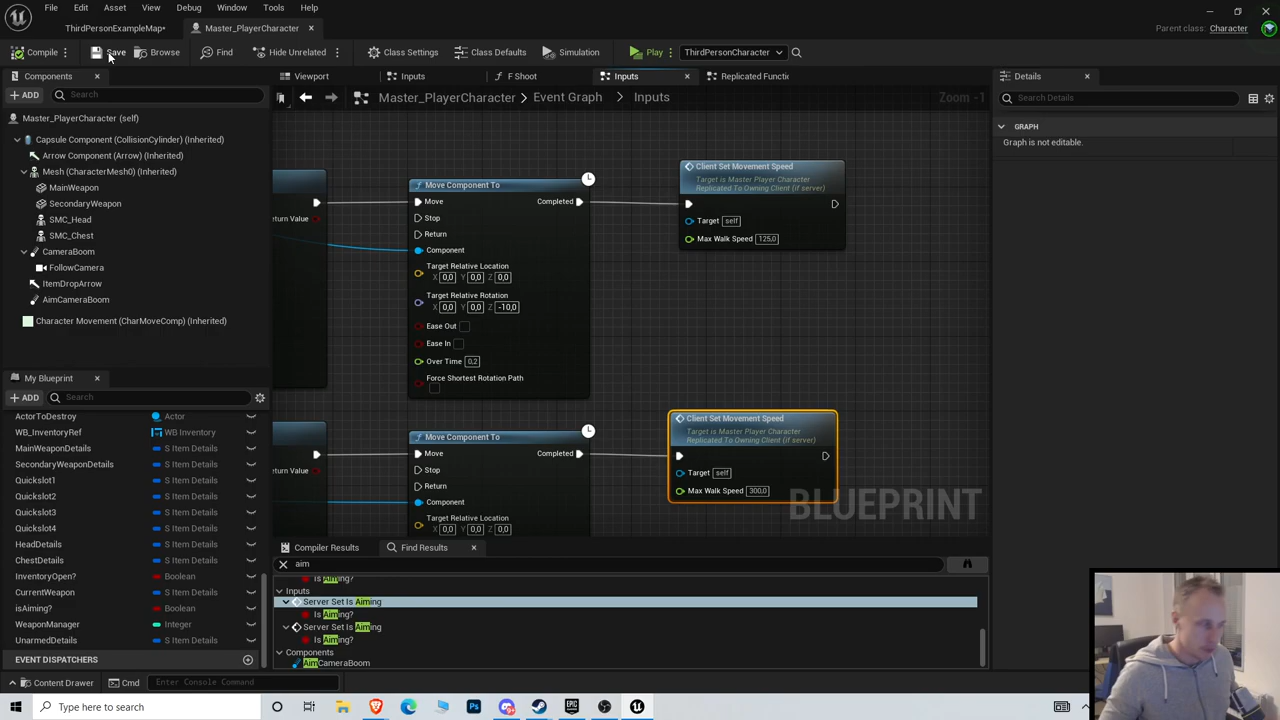 File Edit Asset View Debug Window Tools Help
ThirdPersonExampleMap* Master_PlayerCharacter
Parent class: Character
Compile Save Browse Find Hide Unrelated Class Settings Class Defaults Simulation Play ThirdPersonCharacter
Components Viewport Inputs F Shoot Inputs Replicated Functi Details
ADD Search
Master_PlayerCharacter Event Graph Inputs Zoom -1
Search Details
Master_PlayerCharacter (self)
Capsule Component (CollisionCylinder) (Inherited)
Arrow Component (Arrow) (Inherited)
Mesh (CharacterMesh0) (Inherited)
MainWeapon
SecondaryWeapon
SMC_Head
SMC_Chest
CameraBoom
FollowCamera
ItemDropArrow
AimCameraBoom
Character Movement (CharMoveComp) (Inherited)
My Blueprint
ADD Search
ActorToDestroy Actor
WB_InventoryRef WB Inventory
MainWeaponDetails S Item Details
SecondaryWeaponDetails S Item Details
Quickslot1 S Item Details
Quickslot2 S Item Details
Quickslot3 S Item Details
Quickslot4 S Item Details
HeadDetails S Item Details
ChestDetails S Item Details
InventoryOpen? Boolean
CurrentWeapon S Item Details
isAiming? Boolean
WeaponManager Integer
UnarmedDetails S Item Details
EVENT DISPATCHERS
eturn Value
Move Component To
Move Completed
Stop
Return
Component
Target Relative Location
X 0,0 Y 0,0 Z 0,0
Target Relative Rotation
X 0,0 Y 0,0 Z -10,0
Ease Out
Ease In
Over Time 0,2
Force Shortest Rotation Path
Client Set Movement Speed
Target is Master Player Character
Replicated To Owning Client (if server)
Target self
Max Walk Speed 125,0
eturn Value
Move Component To
Move Completed
Stop
Return
Component
Target Relative Location
X 0,0 Y 0,0 Z 0,0
Client Set Movement Speed
Target is Master Player Character
Replicated To Owning Client (if server)
Target self
Max Walk Speed 300,0
BLUEPRINT
GRAPH
Graph is not editable.
Compiler Results Find Results
aim
Is Aiming?
Inputs
Server Set Is Aiming
Is Aiming?
Server Set Is Aiming
Is Aiming?
Components
AimCameraBoom
Content Drawer Cmd Enter Console Command
Type here to search